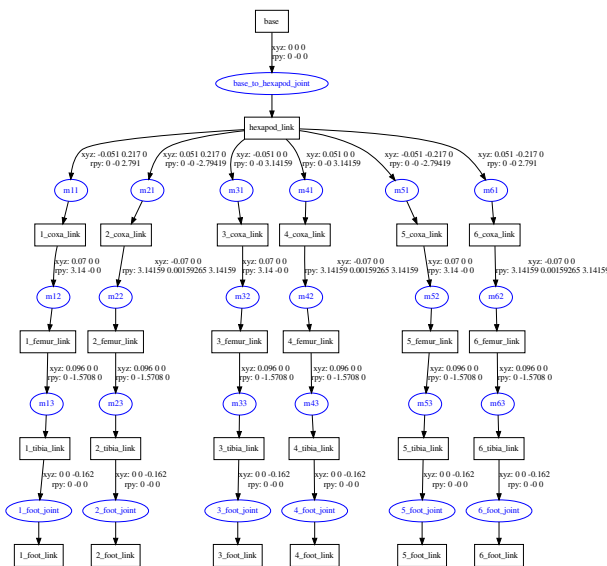 base
xyz: 0 0 0
rpy: 0 -0 0
base_to_hexapod_joint
hexapod_link
xyz: -0.051 0.217 0
rpy: 0 -0 2.791
xyz: 0.051 0.217 0
rpy: 0 -0 -2.79419
xyz: -0.051 0 0
rpy: 0 -0 3.14159
xyz: 0.051 0 0
rpy: 0 -0 3.14159
xyz: -0.051 -0.217 0
rpy: 0 -0 -2.79419
xyz: 0.051 -0.217 0
rpy: 0 -0 2.791
m11
m21
m31
m41
m51
m61
1_coxa_link
2_coxa_link
3_coxa_link
4_coxa_link
5_coxa_link
6_coxa_link
xyz: 0.07 0 0
rpy: 3.14 -0 0
xyz: -0.07 0 0
rpy: 3.14159 0.00159265 3.14159
xyz: 0.07 0 0
rpy: 3.14 -0 0
xyz: -0.07 0 0
rpy: 3.14159 0.00159265 3.14159
xyz: 0.07 0 0
rpy: 3.14 -0 0
xyz: -0.07 0 0
rpy: 3.14159 0.00159265 3.14159
m12
m22
m32
m42
m52
m62
1_femur_link
2_femur_link
3_femur_link
4_femur_link
5_femur_link
6_femur_link
xyz: 0.096 0 0
rpy: 0 -1.5708 0
xyz: 0.096 0 0
rpy: 0 -1.5708 0
xyz: 0.096 0 0
rpy: 0 -1.5708 0
xyz: 0.096 0 0
rpy: 0 -1.5708 0
xyz: 0.096 0 0
rpy: 0 -1.5708 0
xyz: 0.096 0 0
rpy: 0 -1.5708 0
m13
m23
m33
m43
m53
m63
1_tibia_link
2_tibia_link
3_tibia_link
4_tibia_link
5_tibia_link
6_tibia_link
xyz: 0 0 -0.162
rpy: 0 -0 0
xyz: 0 0 -0.162
rpy: 0 -0 0
xyz: 0 0 -0.162
rpy: 0 -0 0
xyz: 0 0 -0.162
rpy: 0 -0 0
xyz: 0 0 -0.162
rpy: 0 -0 0
xyz: 0 0 -0.162
rpy: 0 -0 0
1_foot_joint
2_foot_joint
3_foot_joint
4_foot_joint
5_foot_joint
6_foot_joint
1_foot_link
2_foot_link
3_foot_link
4_foot_link
5_foot_link
6_foot_link